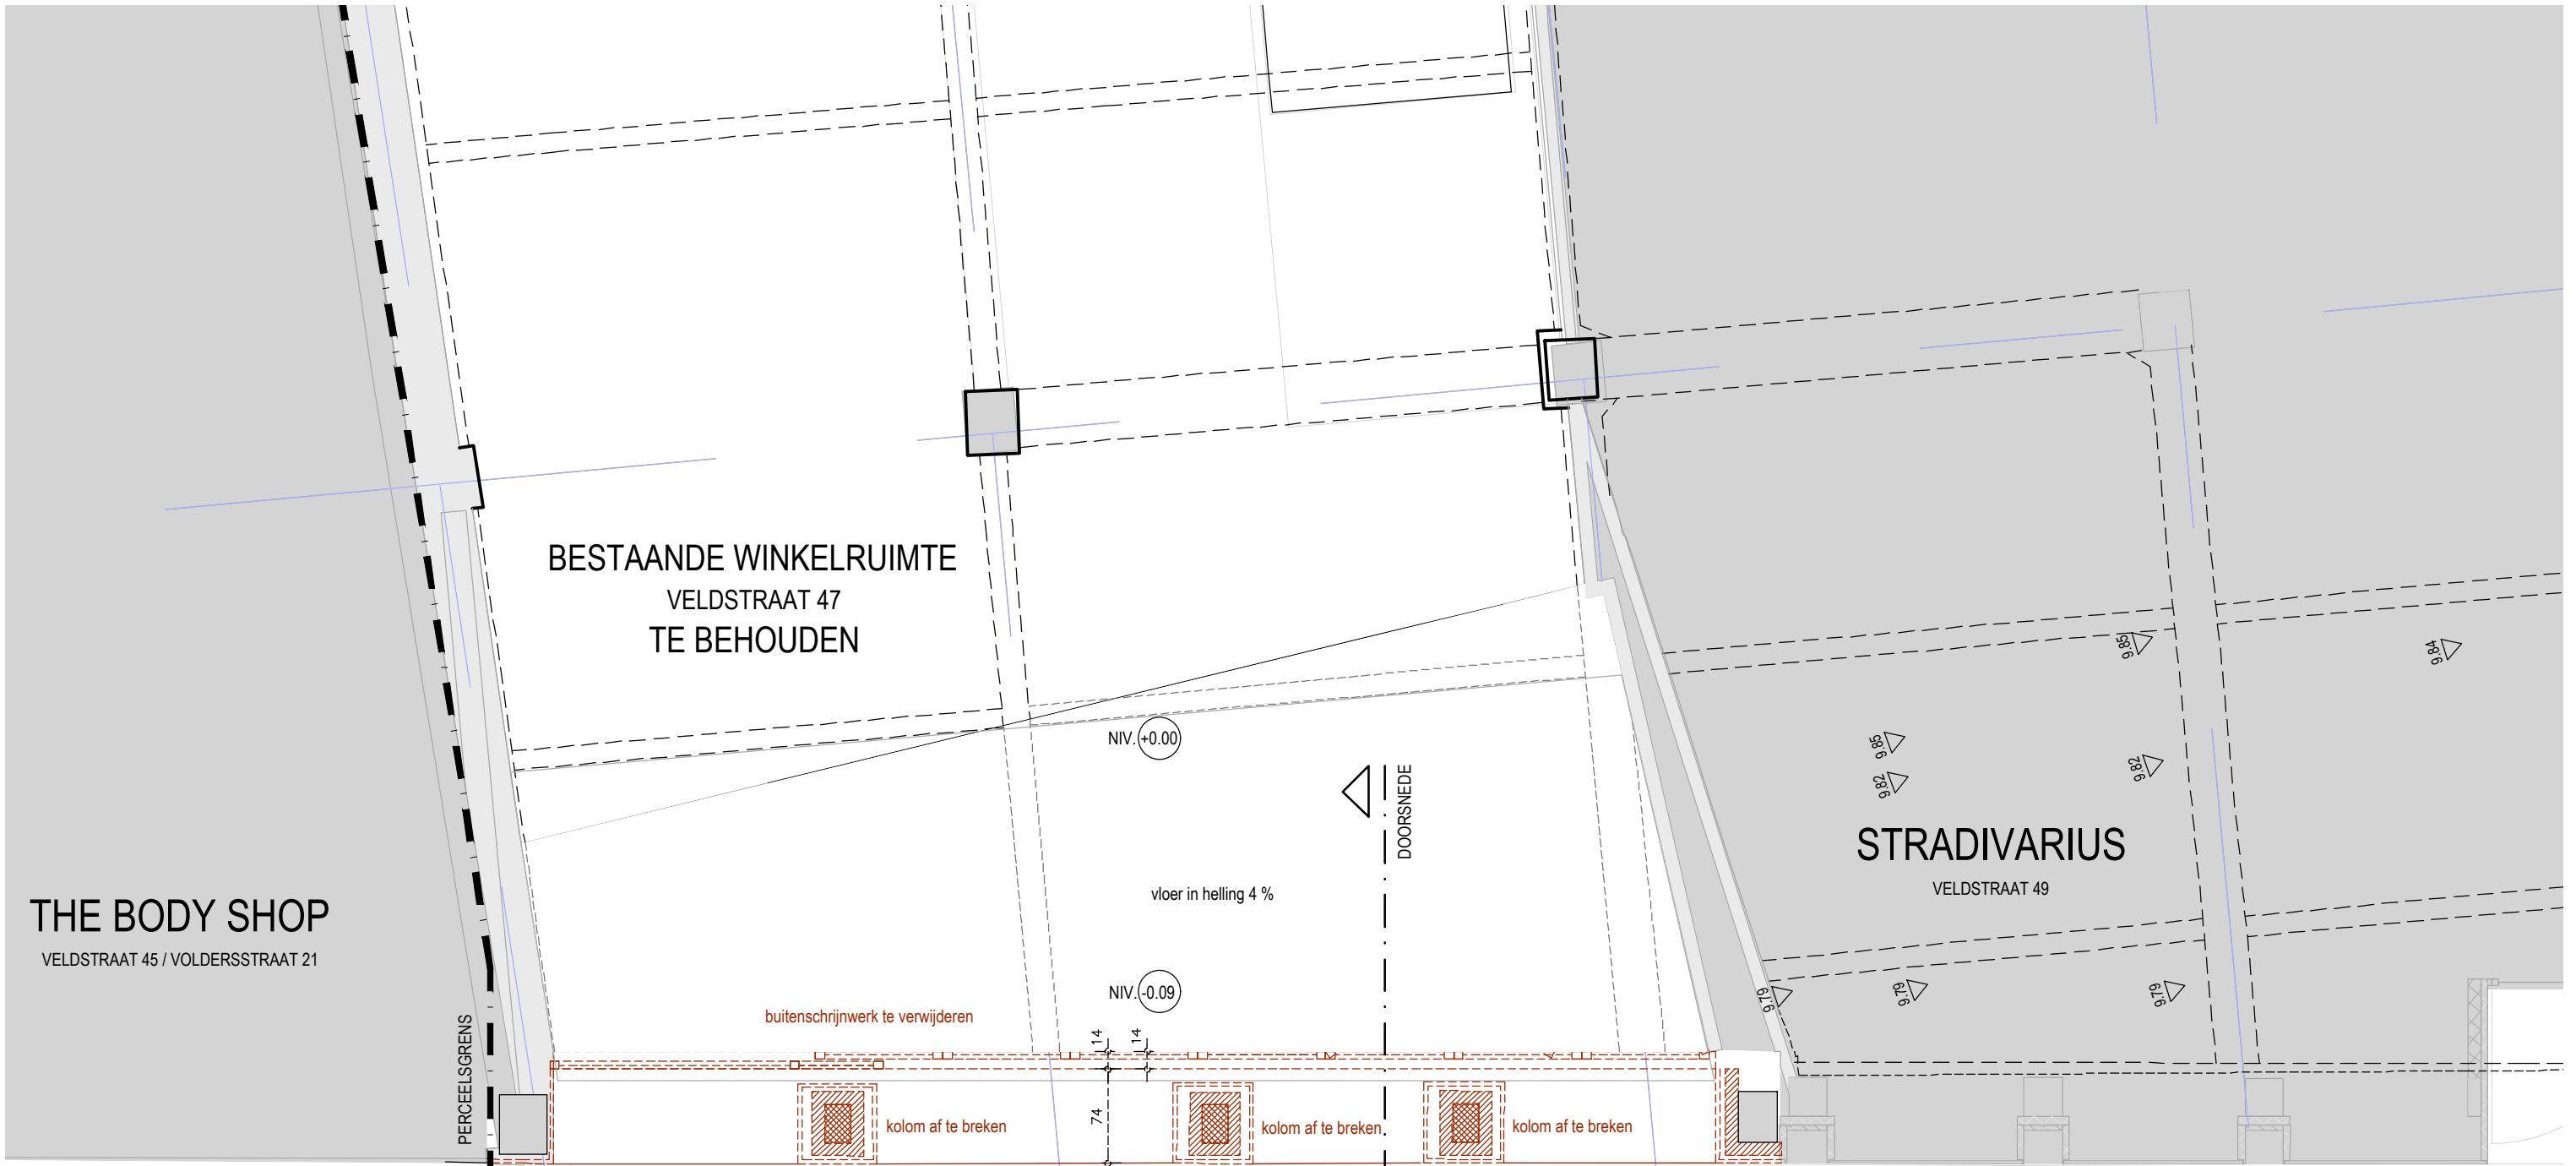 BESTAANDE WINKELRUIMTE
VELDSTRAAT 47
TE BEHOUDEN
9.85
9.84
NIV. +0.00
9.85
9.82
9.82
DOORSNEDE
STRADIVARIUS
VELDSTRAAT 49
vloer in helling 4 %
THE BODY SHOP
VELDSTRAAT 45 / VOLDERSSTRAAT 21
NIV. -0.09
9.79
9.79
9.79
buitenschrijnwerk te verwijderen
PERCEELSGRENS
14
14
74
kolom af te breken
kolom af te breken
kolom af te breken